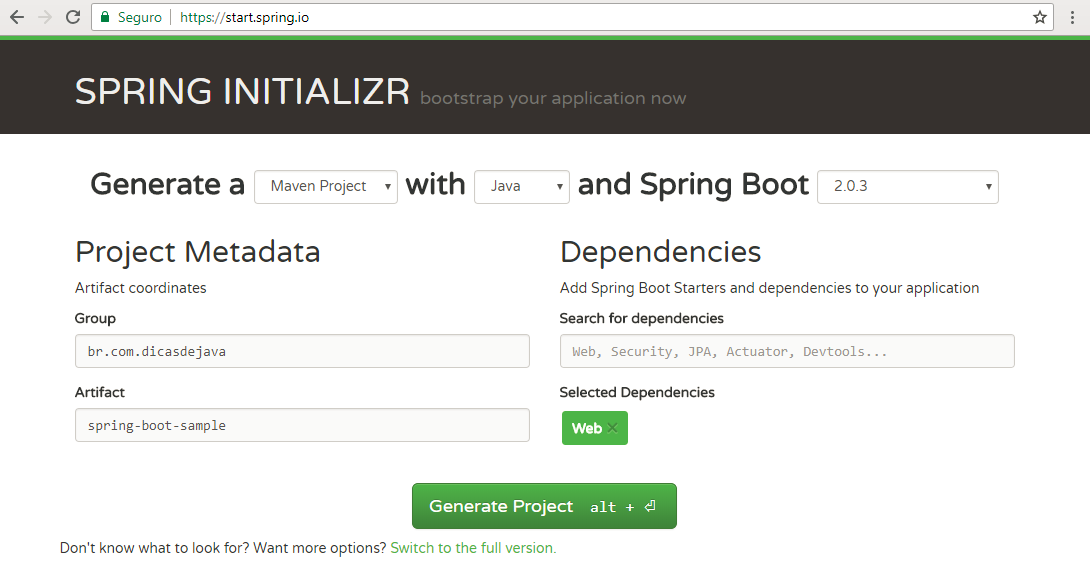 Seguro https://start.spring.io
SPRING INITIALIZR bootstrap your application now
Generate a Maven Project with Java and Spring Boot 2.0.3
Project Metadata
Artifact coordinates
Group
br.com.dicasdejava
Artifact
spring-boot-sample
Dependencies
Add Spring Boot Starters and dependencies to your application
Search for dependencies
Web, Security, JPA, Actuator, Devtools...
Selected Dependencies
Web ×
Generate Project alt + ⏎
Don't know what to look for? Want more options? Switch to the full version.